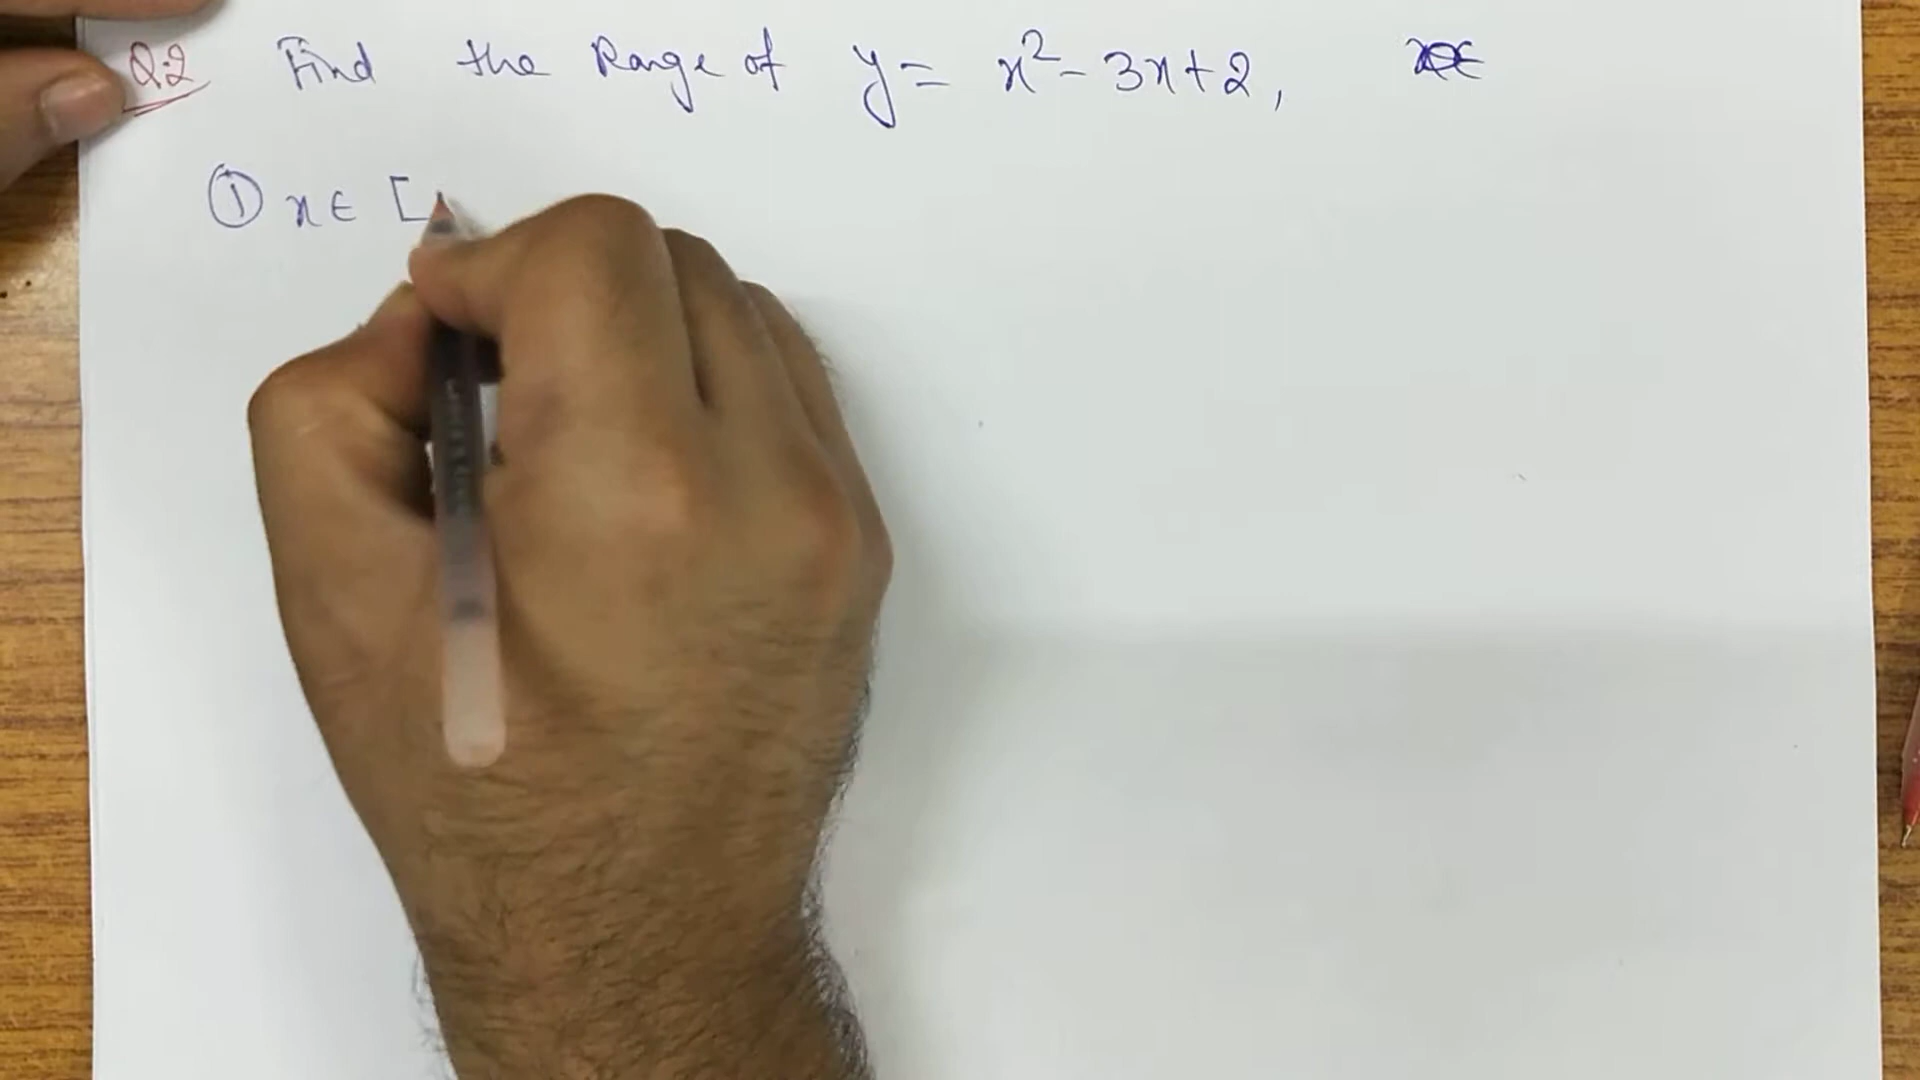 Q.2 Find the Range of y = x² - 3x + 2,
① x ∈ [